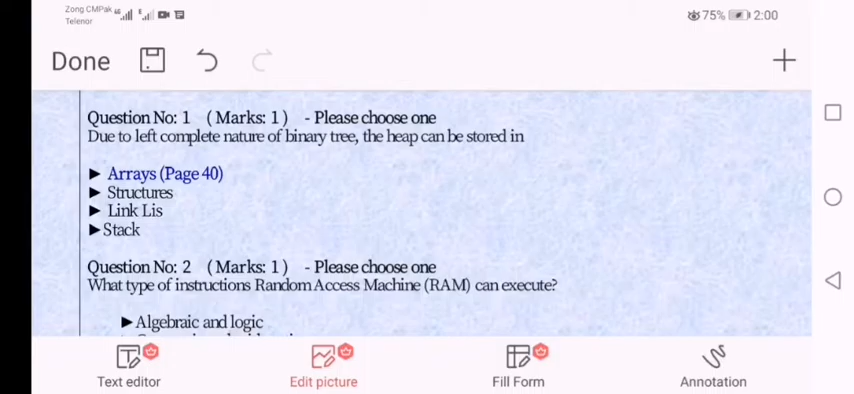 Zong CMPak
Telenor
75% 2:00
Done
Question No: 1 (Marks: 1) - Please choose one
Due to left complete nature of binary tree, the heap can be stored in
► Arrays (Page 40)
► Structures
► Link Lis
► Stack
Question No: 2 (Marks: 1) - Please choose one
What type of instructions Random Access Machine (RAM) can execute?
► Algebraic and logic
Text editor
Edit picture
Fill Form
Annotation